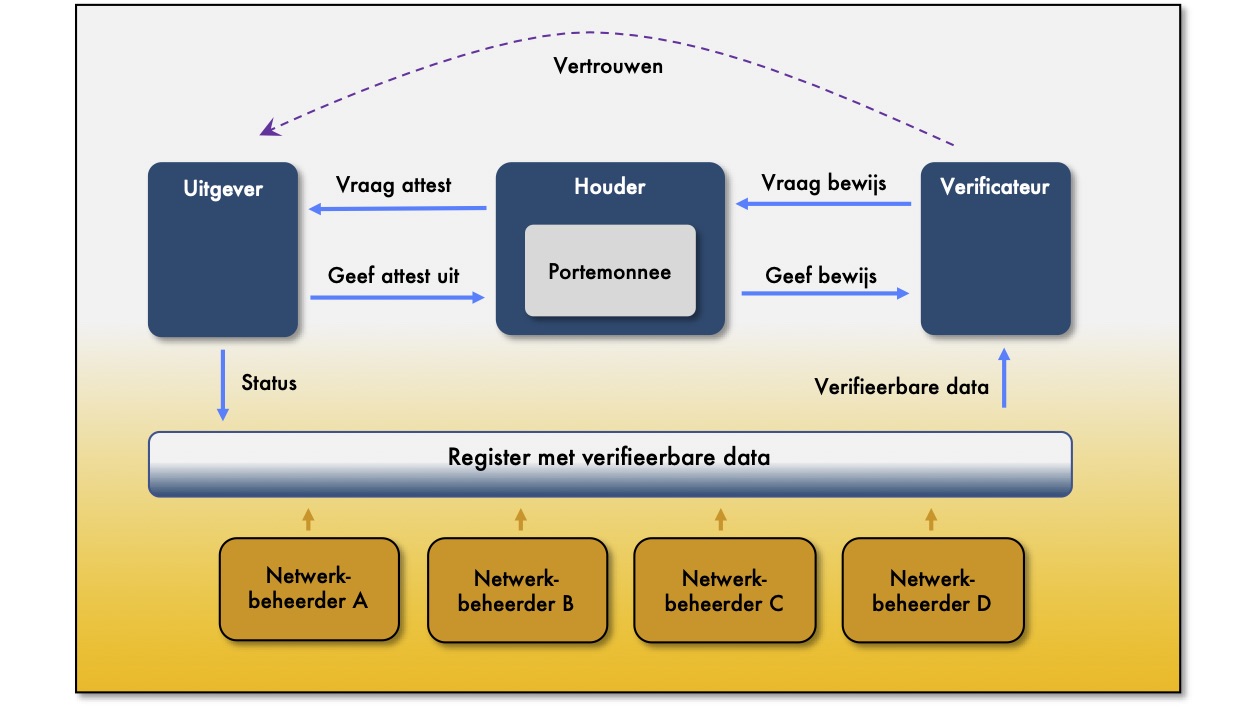 Vertrouwen
Uitgever
Vraag attest
Houder
Vraag bewijs
Verificateur
Portemonnee
Geef attest uit
Geef bewijs
Status
Verifieerbare data
Register met verifieerbare data
Netwerk-
beheerder A
Netwerk-
beheerder B
Netwerk-
beheerder C
Netwerk-
beheerder D